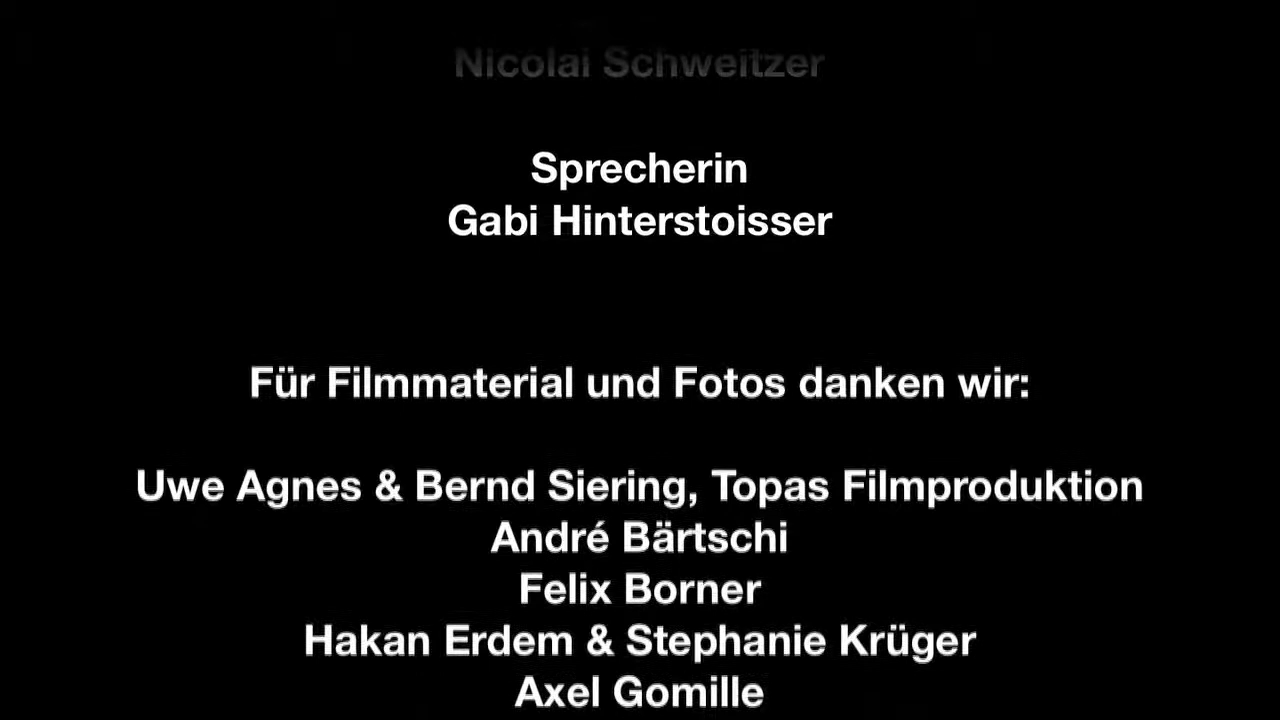 Nicolai Schweitzer
Sprecherin
Gabi Hinterstoisser
Für Filmmaterial und Fotos danken wir:
Uwe Agnes & Bernd Siering, Topas Filmproduktion
André Bärtschi
Felix Borner
Hakan Erdem & Stephanie Krüger
Axel Gomille